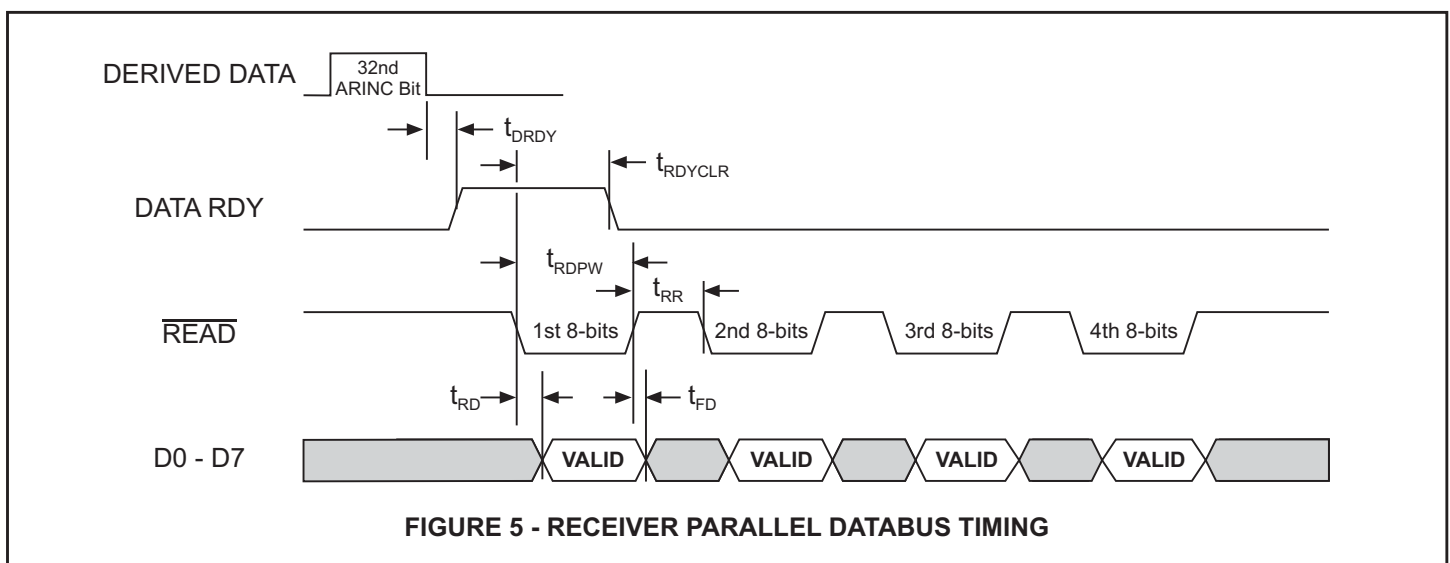 DERIVED DATA
32nd
ARINC Bit
tDRDY
tRDYCLR
DATA RDY
tRDPW
tRR
READ
1st 8-bits
2nd 8-bits
3rd 8-bits
4th 8-bits
tRD
tFD
D0 - D7
VALID
VALID
VALID
VALID
FIGURE 5 - RECEIVER PARALLEL DATABUS TIMING